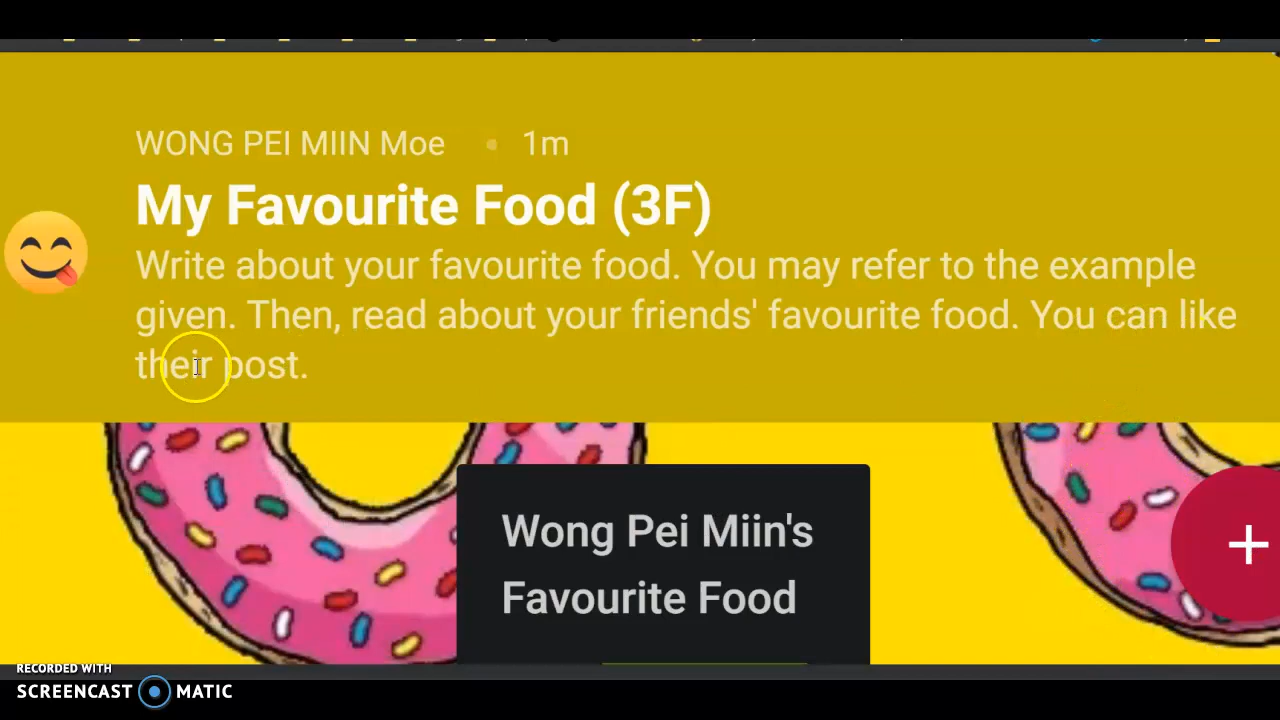 WONG PEI MIIN Moe • 1m
My Favourite Food (3F)
Write about your favourite food. You may refer to the example
given. Then, read about your friends' favourite food. You can like
their post.
Wong Pei Miin's
Favourite Food
+
RECORDED WITH
SCREENCAST MATIC